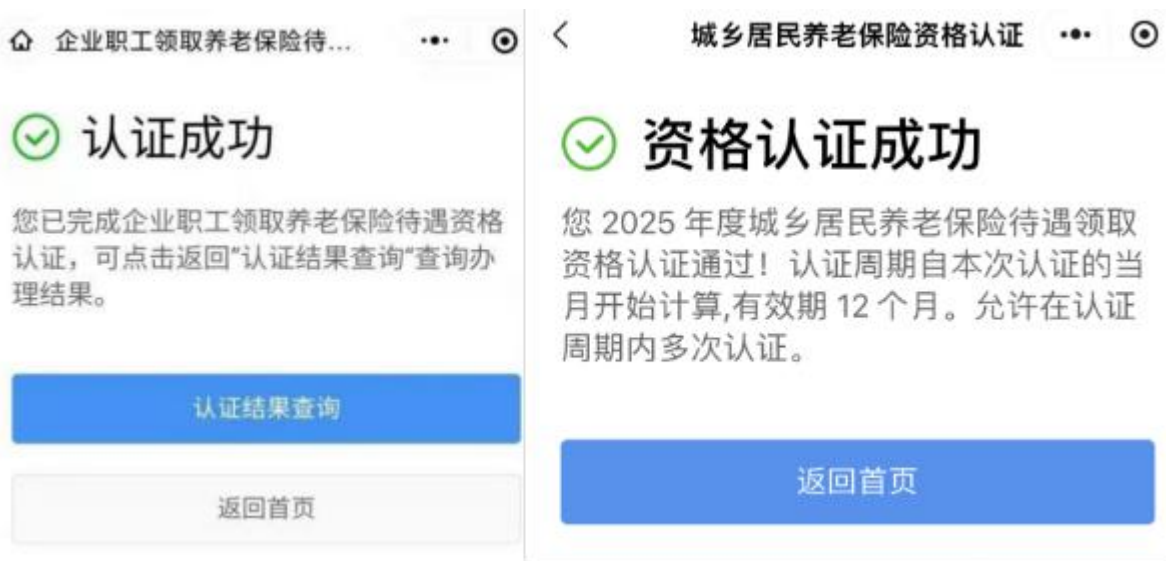 企业职工领取养老保险待...
认证成功
您已完成企业职工领取养老保险待遇资格
认证，可点击返回"认证结果查询"查询办
理结果。
认证结果查询
返回首页
城乡居民养老保险资格认证
资格认证成功
您 2025 年度城乡居民养老保险待遇领取
资格认证通过！认证周期自本次认证的当
月开始计算,有效期 12 个月。允许在认证
周期内多次认证。
返回首页